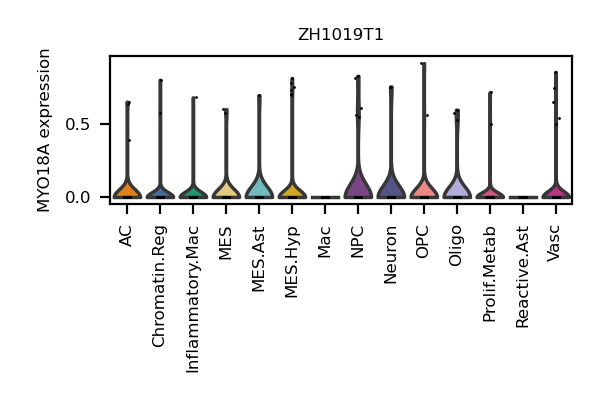 ZH1019T1
MYO18A expression
0.5
0.0
AC
Chromatin.Reg
Inflammatory.Mac
MES
MES.Ast
MES.Hyp
Mac
NPC
Neuron
OPC
Oligo
Prolif.Metab
Reactive.Ast
Vasc